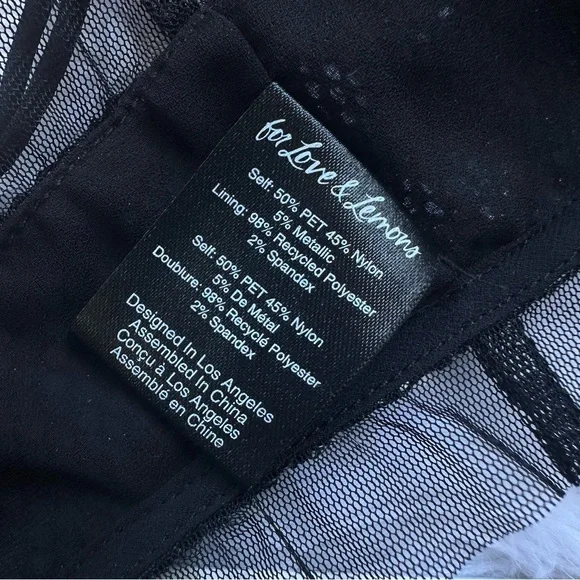 for Love & Lemons
Self: 50% PET 45% Nylon
5% Metallic
Lining: 98% Recycled Polyester
2% Spandex
Self: 50% PET 45% Nylon
5% De Métal
Doublure: 98% Recyclé Polyester
2% Spandex
Designed In Los Angeles
Assembled In China
Conçu à Los Angeles
Assemblé en Chine